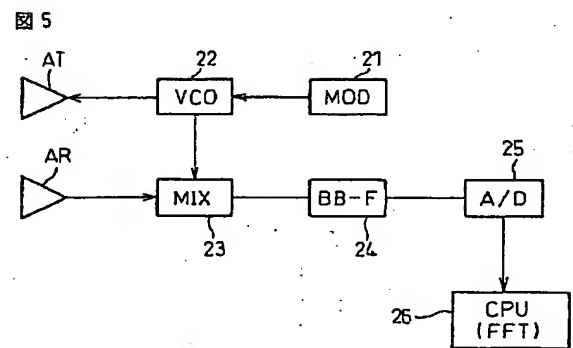 図 5
AT
22
VCO
21
MOD
AR
MIX
23
BB-F
24
25
A/D
26
CPU
(FFT)